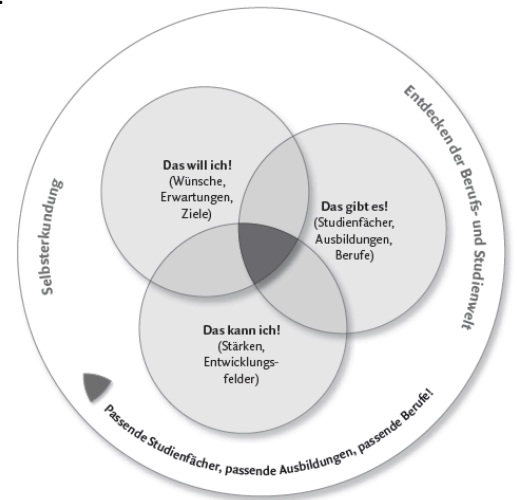 Das will ich!
(Wünsche,
Erwartungen,
Ziele)
Das gibt es!
(Studienfächer,
Ausbildungen,
Berufe)
Das kann ich!
(Stärken,
Entwicklungs-
felder)
Selbsterkundung
Entdecken der Berufs- und Studienwelt
Passende Studienfächer, passende Ausbildungen, passende Berufe!